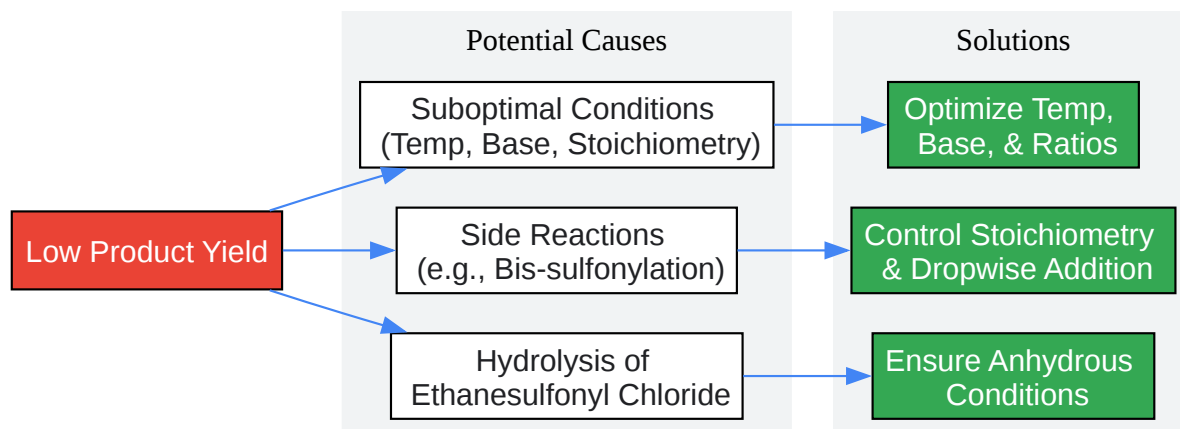 Potential Causes
Solutions
Suboptimal Conditions
(Temp, Base, Stoichiometry)
Optimize Temp,
Base, & Ratios
Low Product Yield
Side Reactions
(e.g., Bis-sulfonylation)
Control Stoichiometry
& Dropwise Addition
Hydrolysis of
Ethanesulfonyl Chloride
Ensure Anhydrous
Conditions